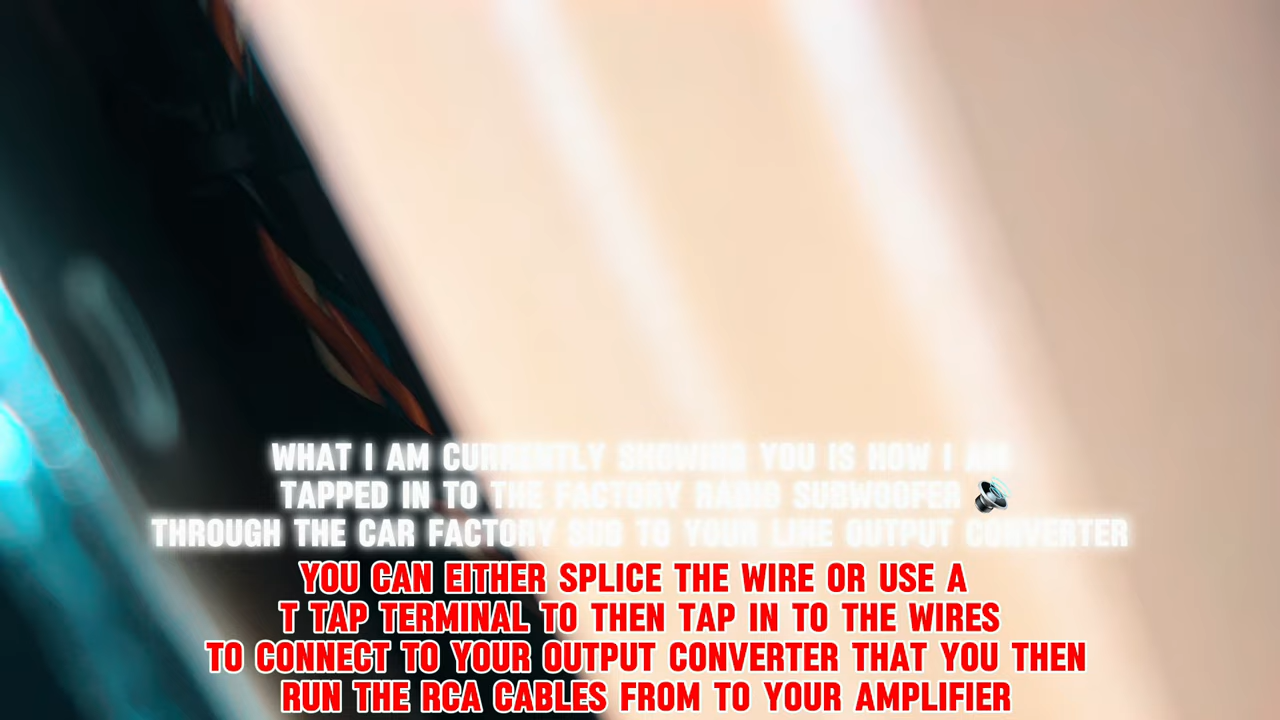 WHAT I AM CURRENTLY SHOWING YOU IS HOW I AM
TAPPED IN TO THE FACTORY RADIO SUBWOOFER 🔊
THROUGH THE CAR FACTORY SUB TO YOUR LINE OUTPUT CONVERTER
YOU CAN EITHER SPLICE THE WIRE OR USE A
T TAP TERMINAL TO THEN TAP IN TO THE WIRES
TO CONNECT TO YOUR OUTPUT CONVERTER THAT YOU THEN
RUN THE RCA CABLES FROM TO YOUR AMPLIFIER